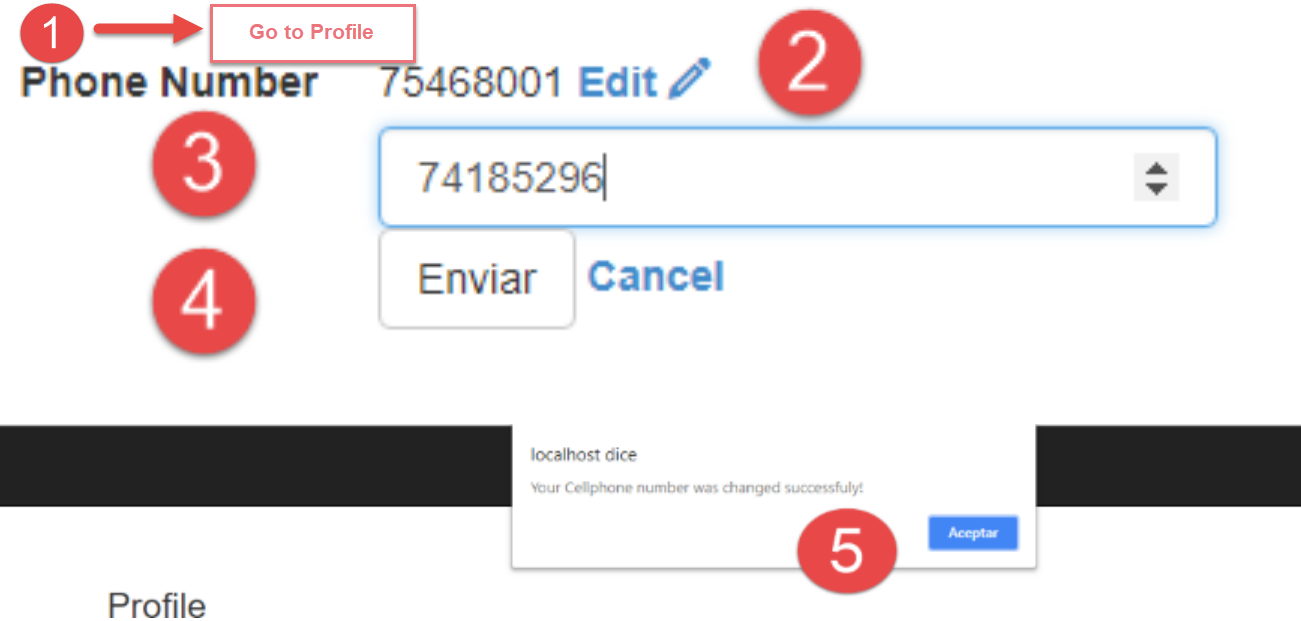 1 Go to Profile
Phone Number 75468001 Edit 2
3 74185296
4 Enviar Cancel
localhost dice
Your Cellphone number was changed successfuly!
5 Aceptar
Profile